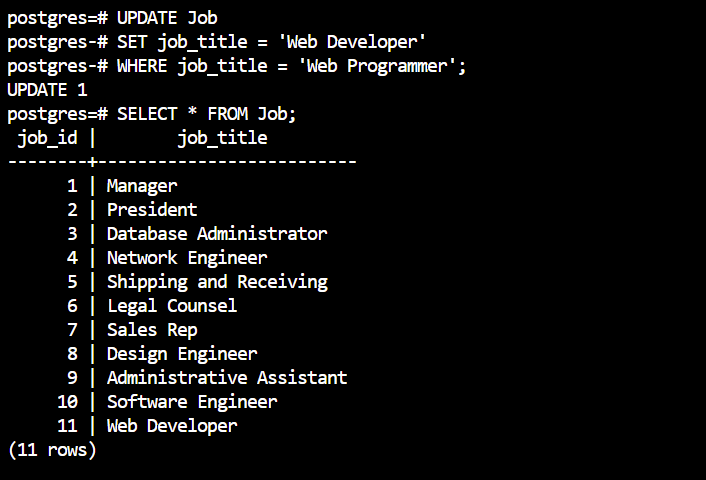 postgres=# UPDATE Job
postgres-# SET job_title = 'Web Developer'
postgres-# WHERE job_title = 'Web Programmer';
UPDATE 1
postgres=# SELECT * FROM Job;
 job_id |        job_title
--------+--------------------------
      1 | Manager
      2 | President
      3 | Database Administrator
      4 | Network Engineer
      5 | Shipping and Receiving
      6 | Legal Counsel
      7 | Sales Rep
      8 | Design Engineer
      9 | Administrative Assistant
     10 | Software Engineer
     11 | Web Developer
(11 rows)